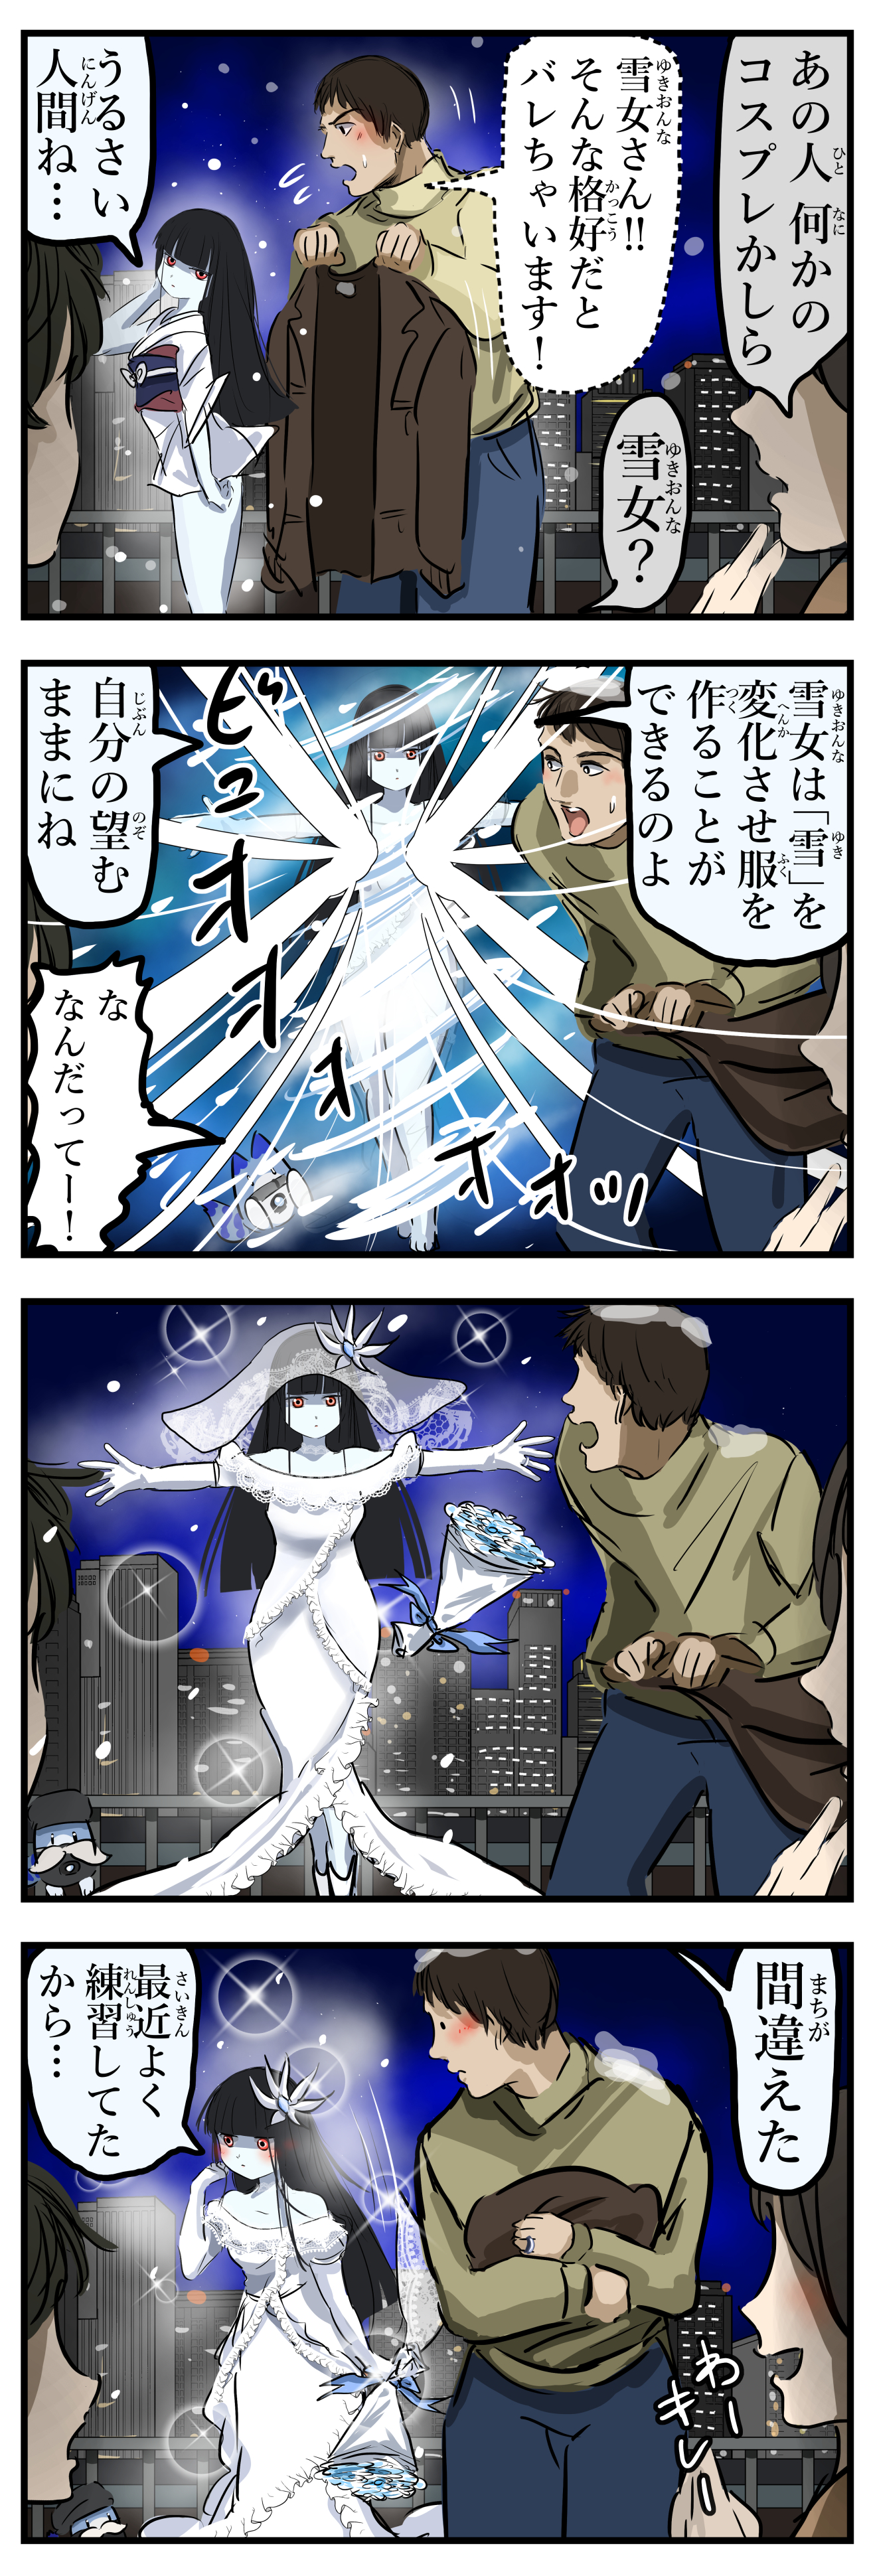 あの人何かの
コスプレかしら
雪女さん!!
そんな格好だと
バレちゃいます!
雪女?
うるさい
人間ね…
雪女は「雪」を
変化させ服を
作ることが
できるのよ
自分の望む
ままにね
な
なんだってー!
ビュオオオオオッ
間違えた
最近よく
練習してた
から…
わー
キレー